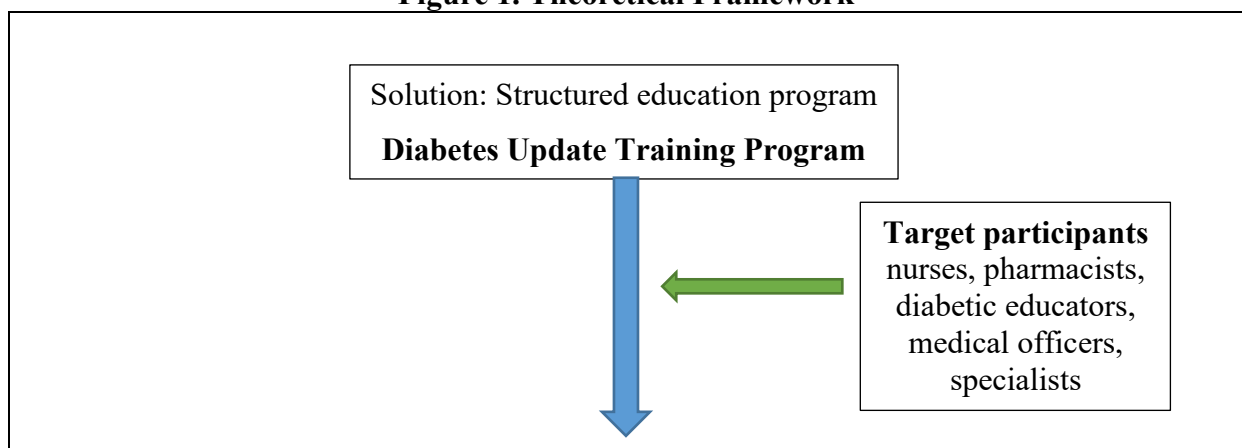 Figure 1. Theoretical Framework
Solution: Structured education program
Diabetes Update Training Program
Target participants
nurses, pharmacists,
diabetic educators,
medical officers,
specialists